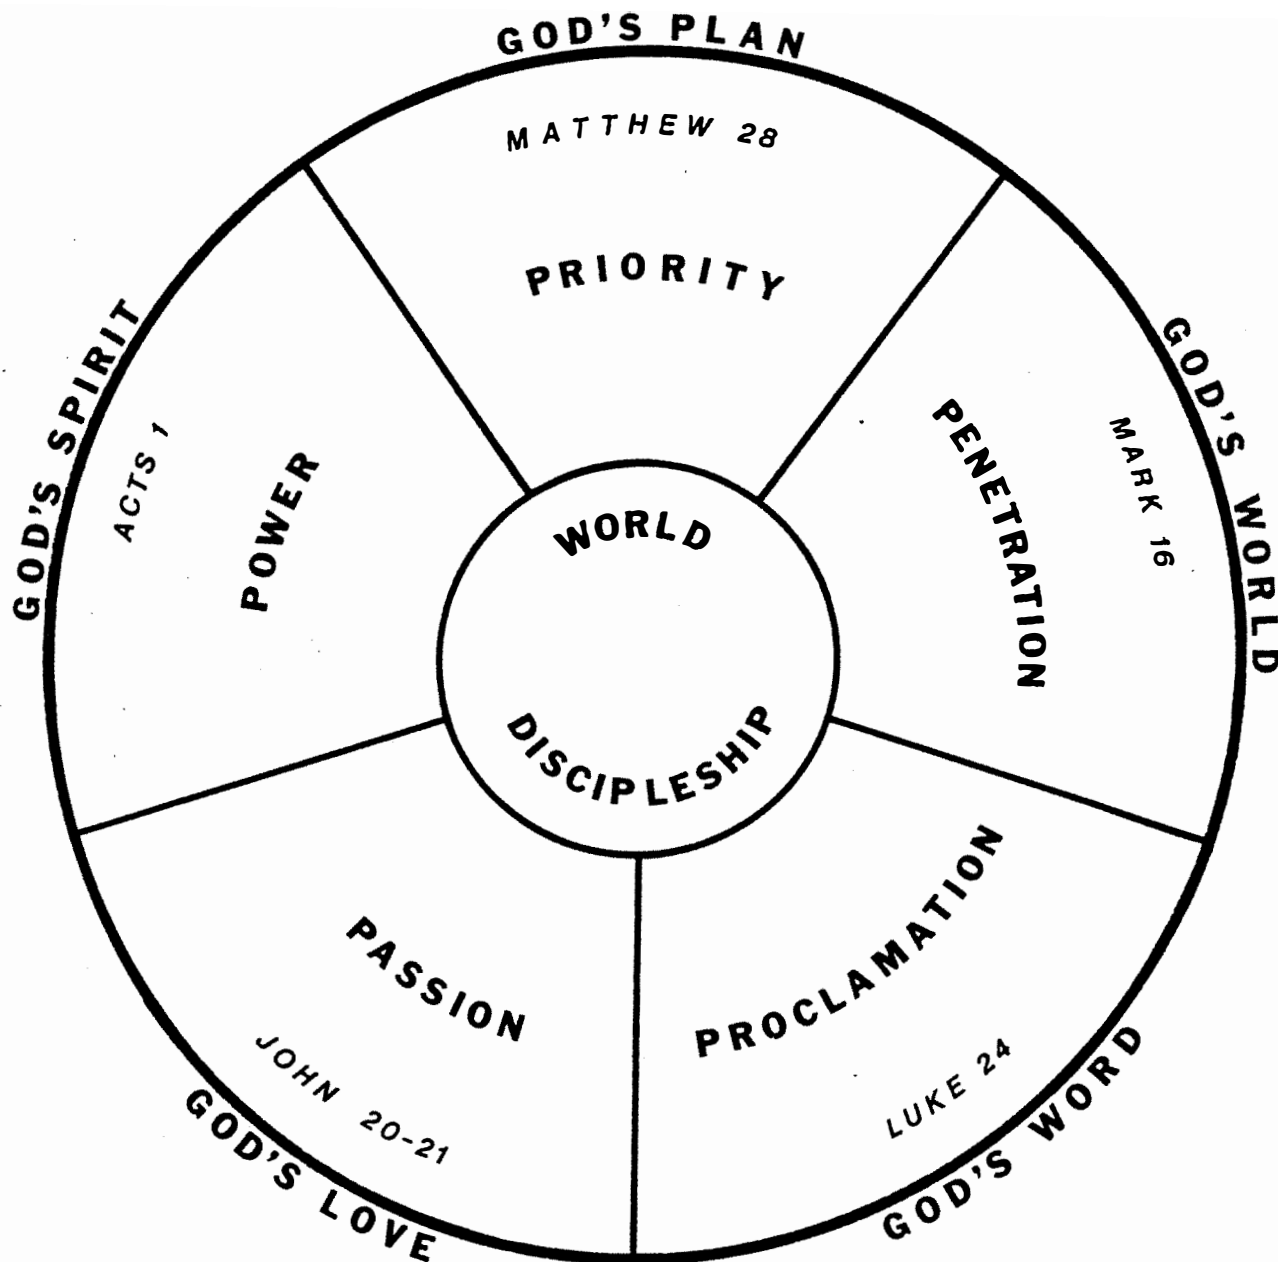 GOD'S PLAN
MATTHEW 28
PRIORITY
GOD'S WORLD
MARK 16
PENETRATION
GOD'S WORD
LUKE 24
PROCLAMATION
GOD'S LOVE
JOHN 20-21
PASSION
GOD'S SPIRIT
ACTS 1
POWER
WORLD
DISCIPLESHIP